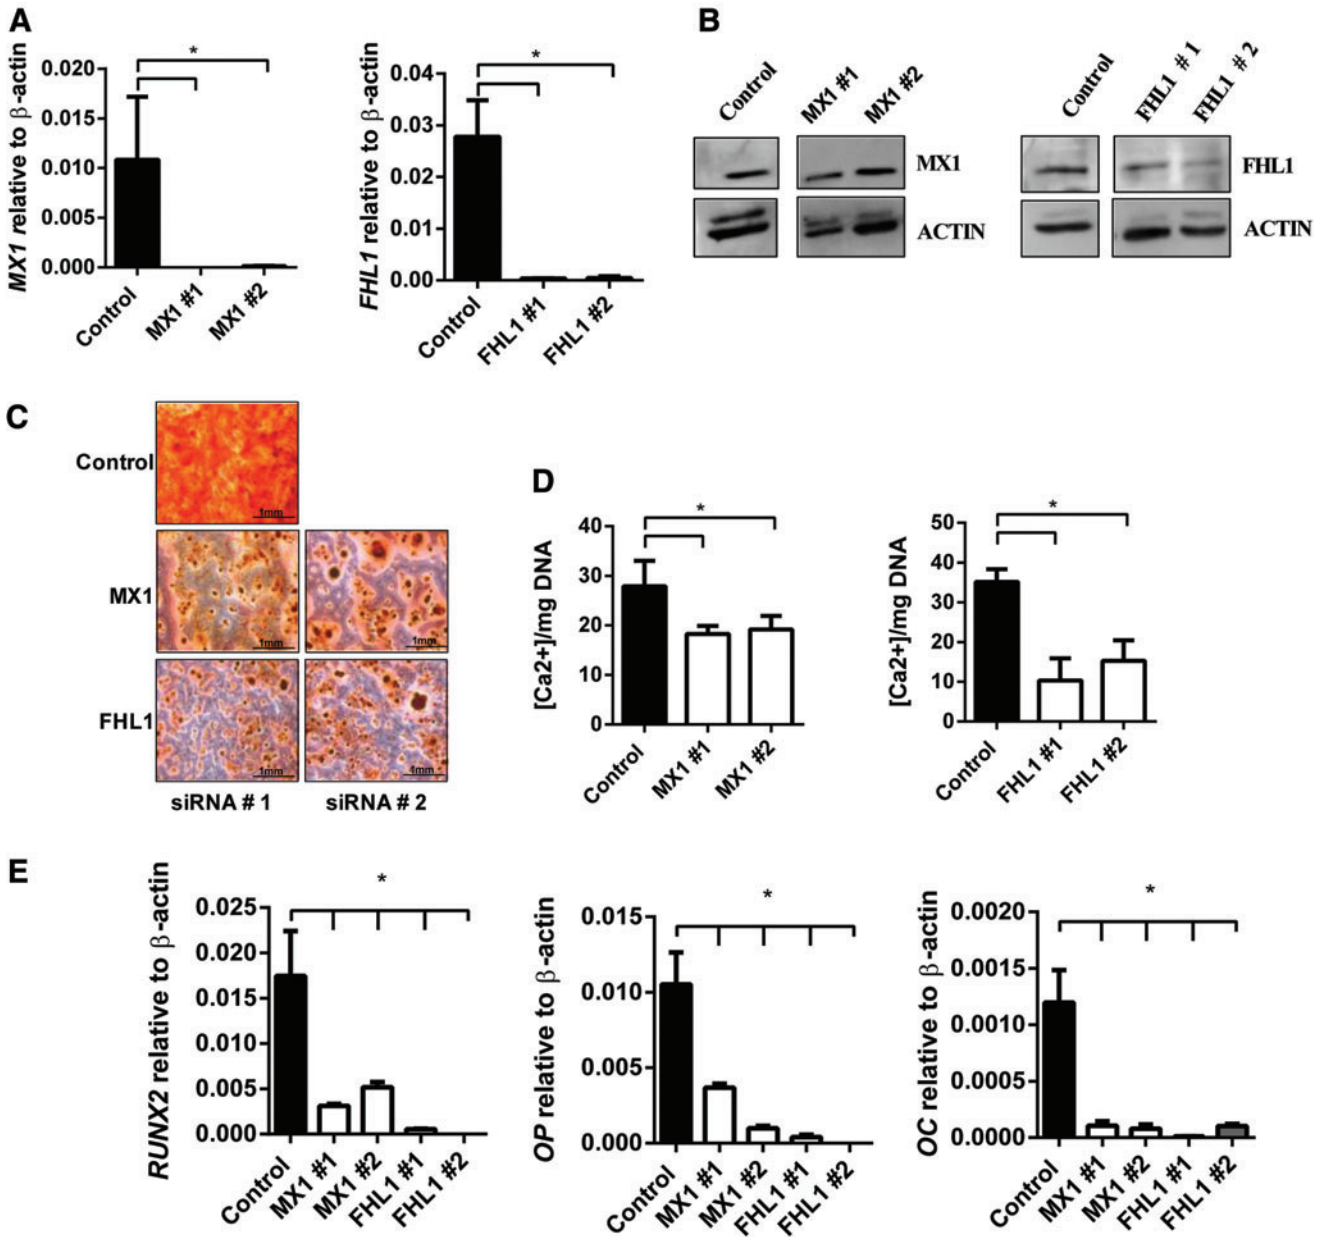 A
MX1 relative to β-actin
0.020
0.015
0.010
0.005
0.000
*
Control
MX1 #1
MX1 #2
FHL1 relative to β-actin
0.04
0.03
0.02
0.01
0.00
*
Control
FHL1 #1
FHL1 #2
B
Control
MX1 #1
MX1 #2
MX1
ACTIN
Control
FHL1 # 1
FHL1 # 2
FHL1
ACTIN
C
Control
1mm
MX1
1mm
1mm
FHL1
1mm
1mm
siRNA # 1
siRNA # 2
D
[Ca2+]/mg DNA
40
30
20
10
0
*
Control
MX1 #1
MX1 #2
[Ca2+]/mg DNA
50
40
30
20
10
0
*
Control
FHL1 #1
FHL1 #2
E
RUNX2 relative to β-actin
0.025
0.020
0.015
0.010
0.005
0.000
*
Control
MX1 #1
MX1 #2
FHL1 #1
FHL1 #2
OP relative to β-actin
0.015
0.010
0.005
0.000
*
Control
MX1 #1
MX1 #2
FHL1 #1
FHL1 #2
OC relative to β-actin
0.0020
0.0015
0.0010
0.0005
0.0000
*
Control
MX1 #1
MX1 #2
FHL1 #1
FHL1 #2